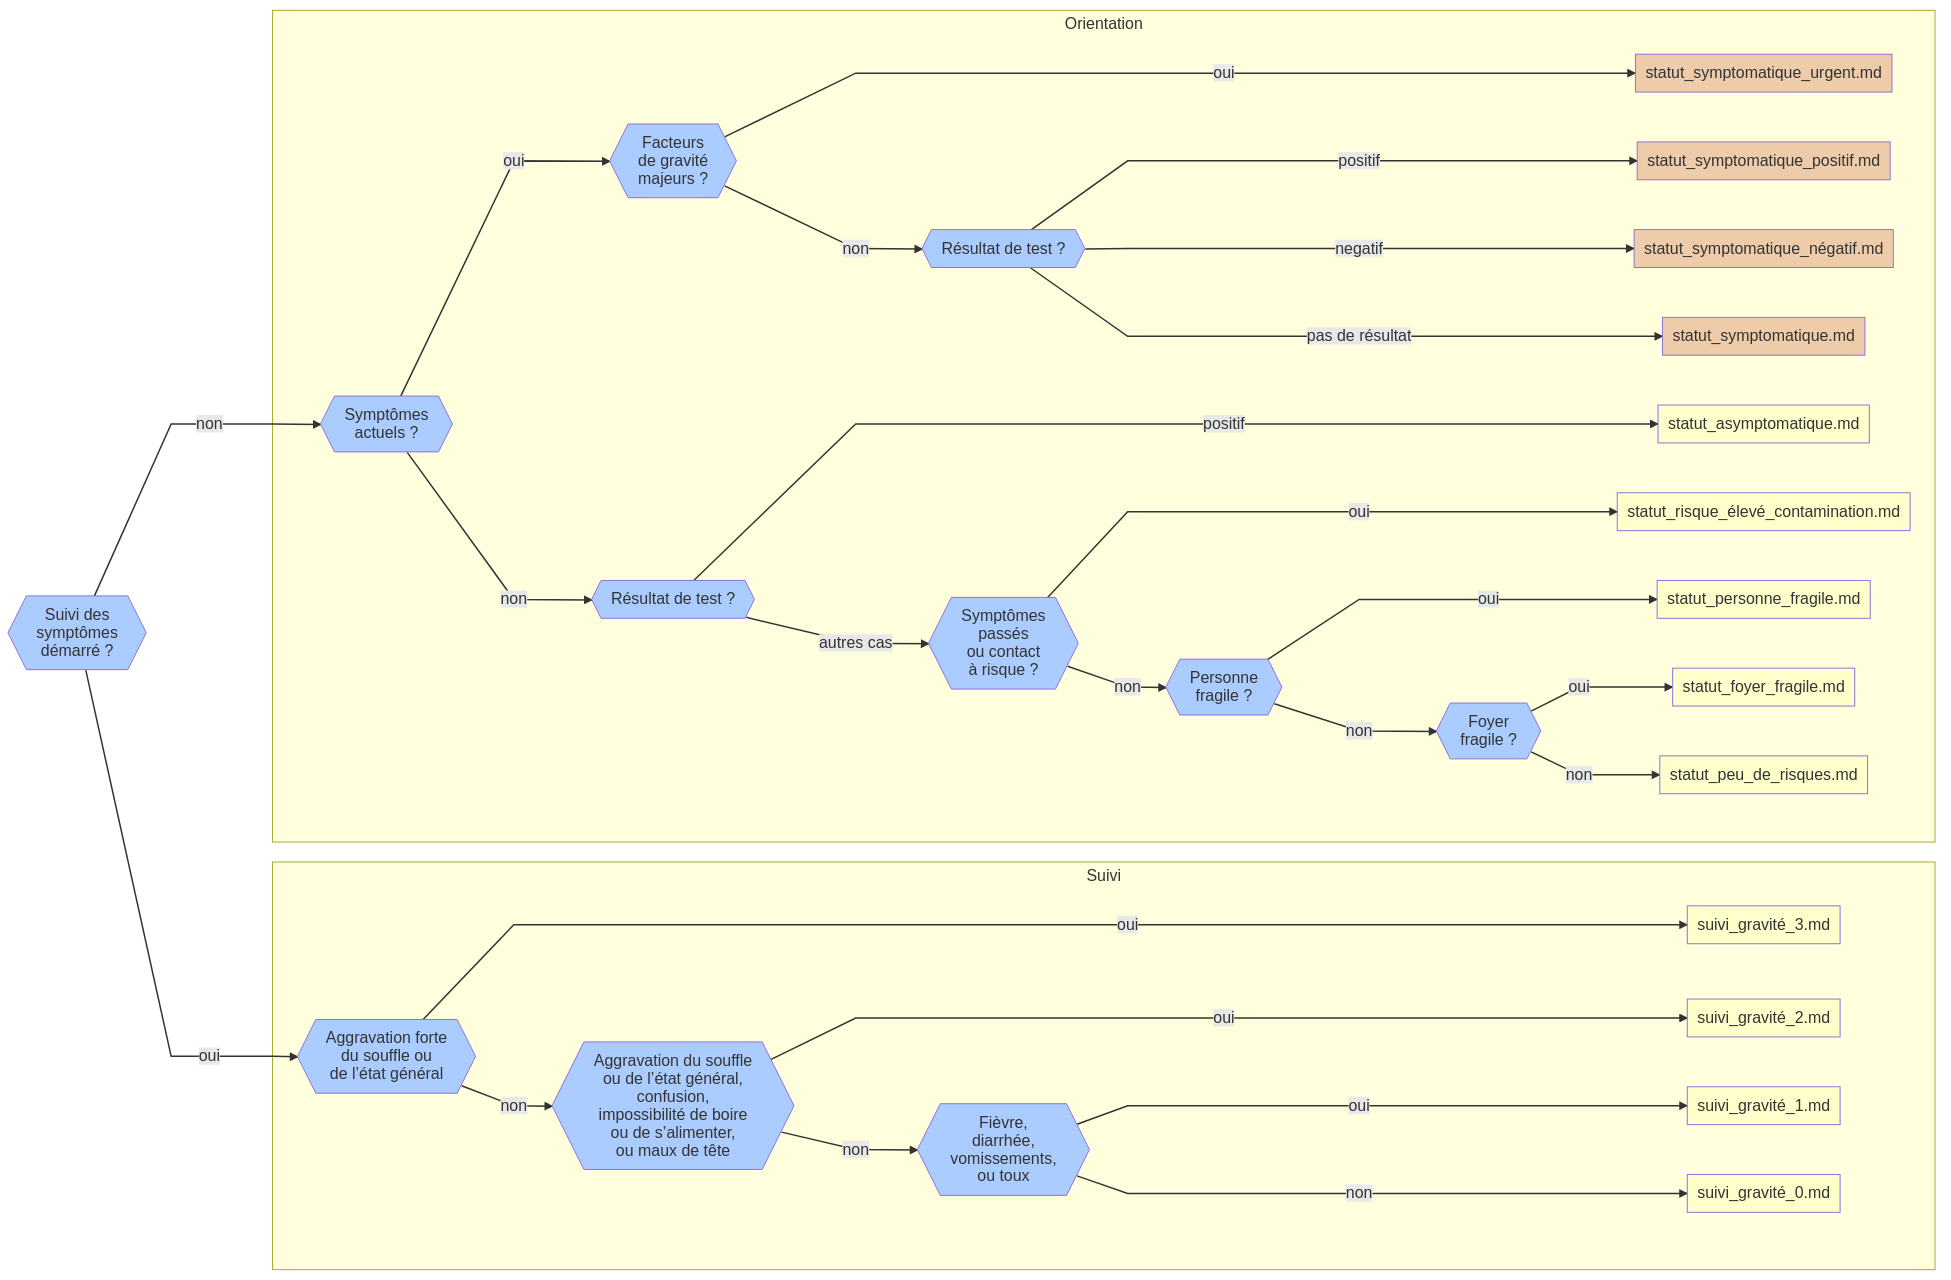 Orientation
oui
statut_symptomatique_urgent.md
Facteurs
de gravité
majeurs ?
oui
positif
statut_symptomatique_positif.md
non
Résultat de test ?
negatif
statut_symptomatique_négatif.md
pas de résultat
statut_symptomatique.md
non
Symptômes
actuels ?
positif
statut_asymptomatique.md
oui
statut_risque_élevé_contamination.md
non
Résultat de test ?
autres cas
Symptômes
passés
ou contact
à risque ?
oui
statut_personne_fragile.md
Suivi des
symptômes
démarré ?
non
Personne
fragile ?
oui
statut_foyer_fragile.md
non
Foyer
fragile ?
non
statut_peu_de_risques.md
Suivi
oui
suivi_gravité_3.md
oui
Aggravation forte
du souffle ou
de l'état général
oui
suivi_gravité_2.md
non
Aggravation du souffle
ou de l’état général,
confusion,
impossibilité de boire
ou de s’alimenter,
ou maux de tête
oui
suivi_gravité_1.md
non
Fièvre,
diarrhée,
vomissements,
ou toux
non
suivi_gravité_0.md